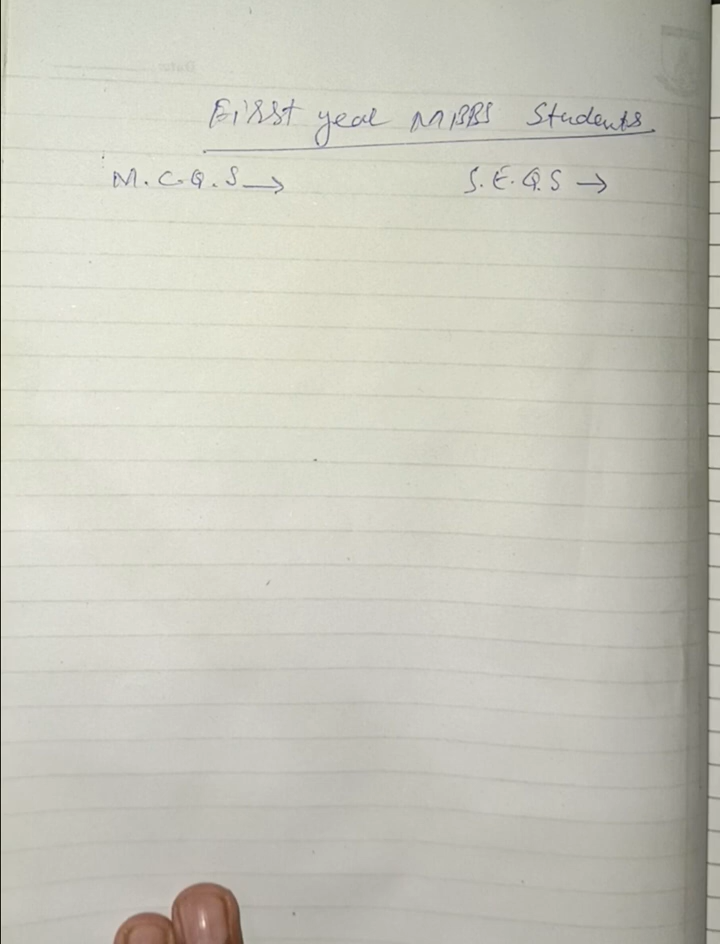 First year MBBS Students
M.C.Q.S → S.E.Q.S →